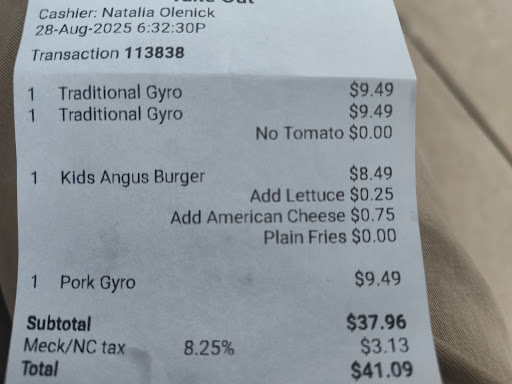 Take Out
Cashier: Natalia Olenick
28-Aug-2025 6:32:30P
Transaction 113838
1 Traditional Gyro $9.49
1 Traditional Gyro $9.49
No Tomato $0.00
1 Kids Angus Burger $8.49
Add Lettuce $0.25
Add American Cheese $0.75
Plain Fries $0.00
1 Pork Gyro $9.49
Subtotal $37.96
Meck/NC tax 8.25% $3.13
Total $41.09